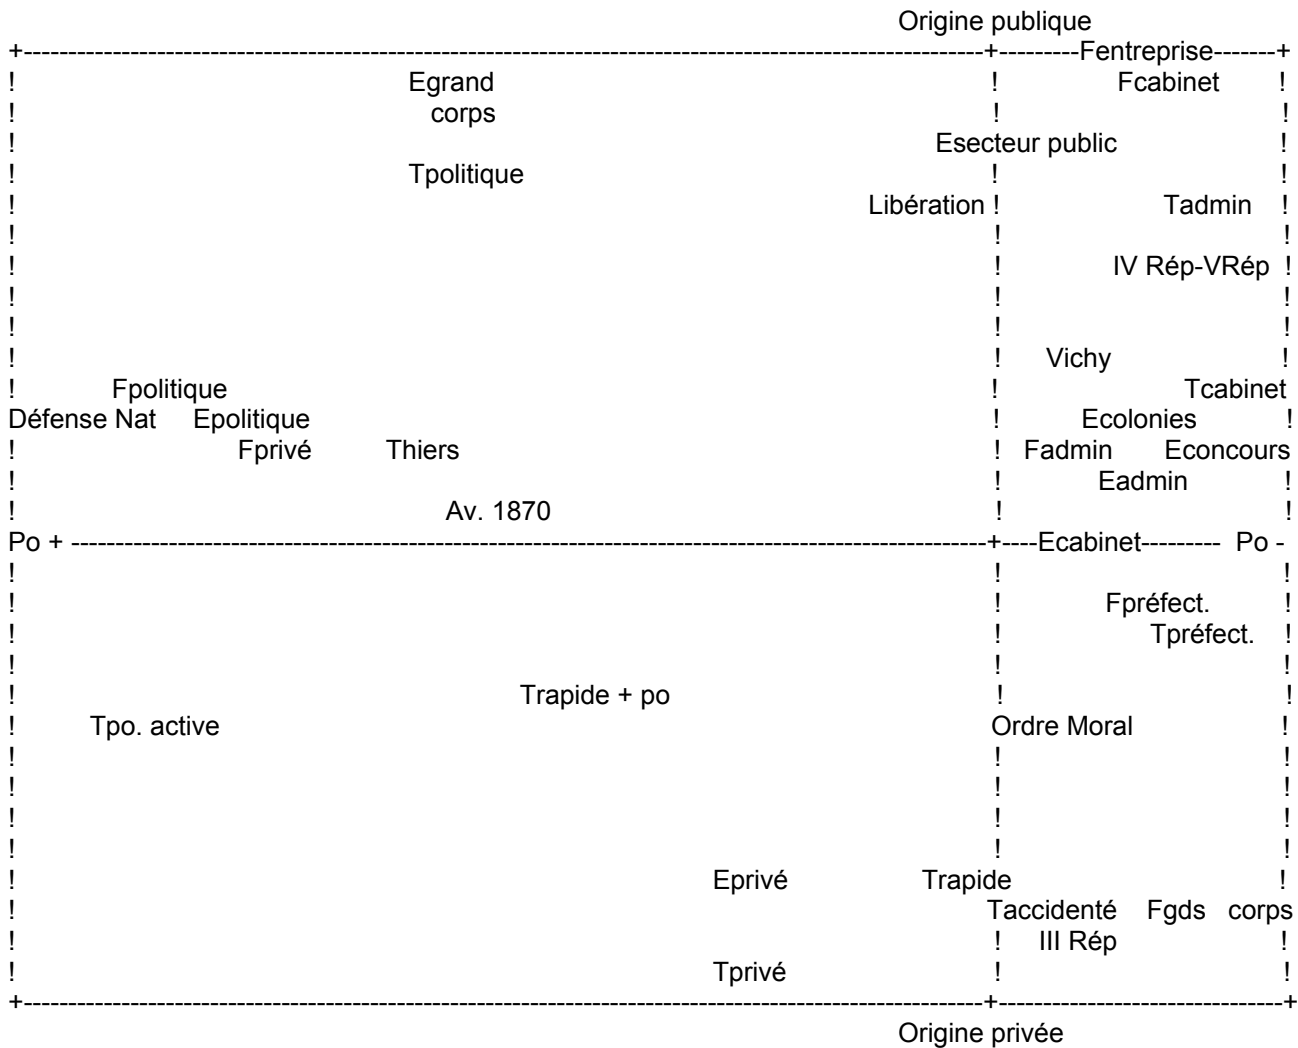 Origine publique
Fentreprise
Egrand
Fcabinet
corps
Esecteur public
Tpolitique
Libération
Tadmin
IV Rép-VRép
Vichy
Fpolitique
Tcabinet
Défense Nat
Epolitique
Ecolonies
Fprivé
Thiers
Fadmin
Econcours
Eadmin
Av. 1870
Po +
Ecabinet
Po -
Fpréfect.
Tpréfect.
Trapide + po
Tpo. active
Ordre Moral
Eprivé
Trapide
Taccidenté
Fgds corps
III Rép
Tprivé
Origine privée